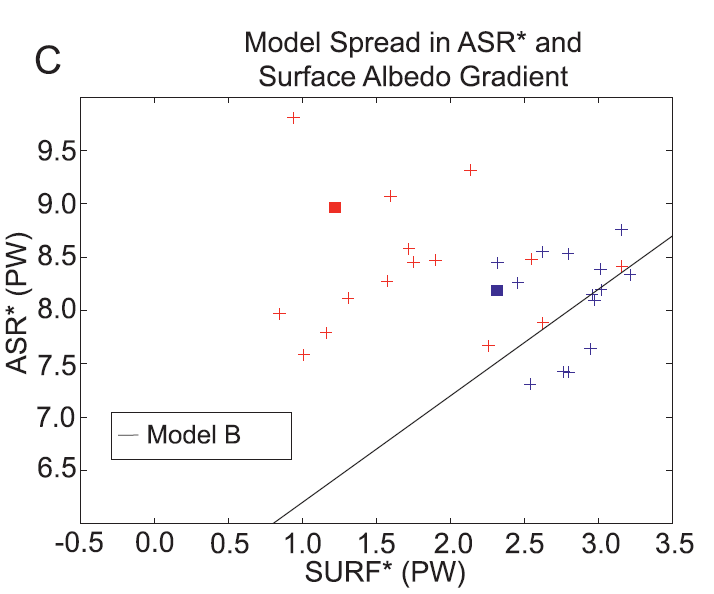 C
Model Spread in ASR* and
Surface Albedo Gradient
9.5
9.0
8.5
8.0
7.5
7.0
6.5
ASR* (PW)
Model B
-0.5 0.0 0.5 1.0 1.5 2.0 2.5 3.0 3.5
SURF* (PW)